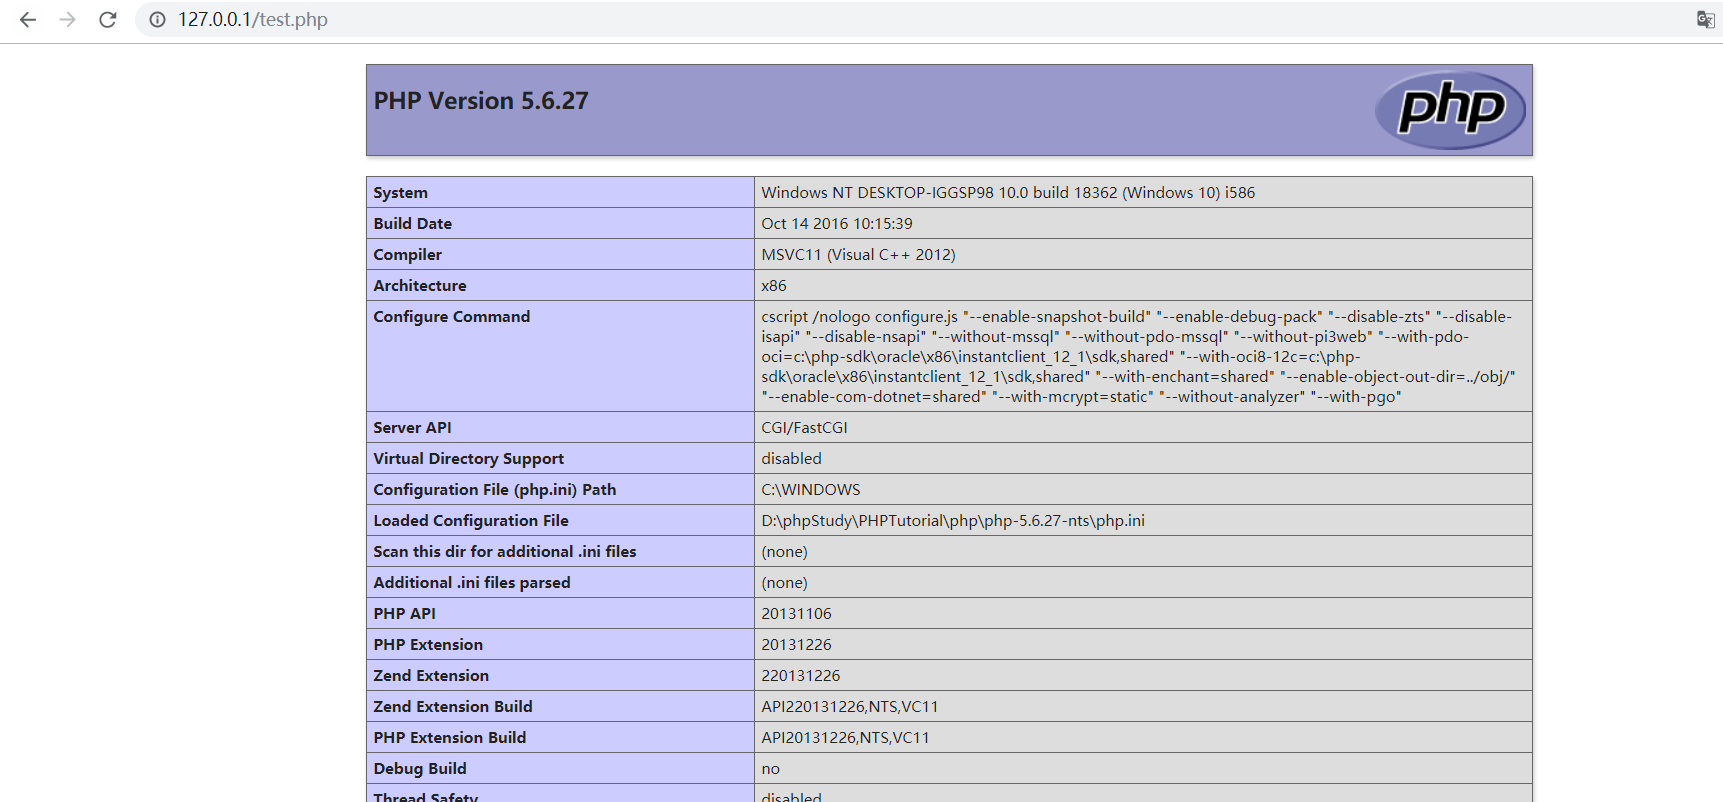 127.0.0.1/test.php
PHP Version 5.6.27
php
System Windows NT DESKTOP-IGGSP98 10.0 build 18362 (Windows 10) i586
Build Date Oct 14 2016 10:15:39
Compiler MSVC11 (Visual C++ 2012)
Architecture x86
Configure Command cscript /nologo configure.js "--enable-snapshot-build" "--enable-debug-pack" "--disable-zts" "--disable-
isapi" "--disable-nsapi" "--without-mssql" "--without-pdo-mssql" "--without-pi3web" "--with-pdo-
oci=c:\php-sdk\oracle\x86\instantclient_12_1\sdk,shared" "--with-oci8-12c=c:\php-
sdk\oracle\x86\instantclient_12_1\sdk,shared" "--with-enchant=shared" "--enable-object-out-dir=../obj/"
"--enable-com-dotnet=shared" "--with-mcrypt=static" "--without-analyzer" "--with-pgo"
Server API CGI/FastCGI
Virtual Directory Support disabled
Configuration File (php.ini) Path C:\WINDOWS
Loaded Configuration File D:\phpStudy\PHPTutorial\php\php-5.6.27-nts\php.ini
Scan this dir for additional .ini files (none)
Additional .ini files parsed (none)
PHP API 20131106
PHP Extension 20131226
Zend Extension 220131226
Zend Extension Build API220131226,NTS,VC11
PHP Extension Build API20131226,NTS,VC11
Debug Build no
Thread Safety disabled